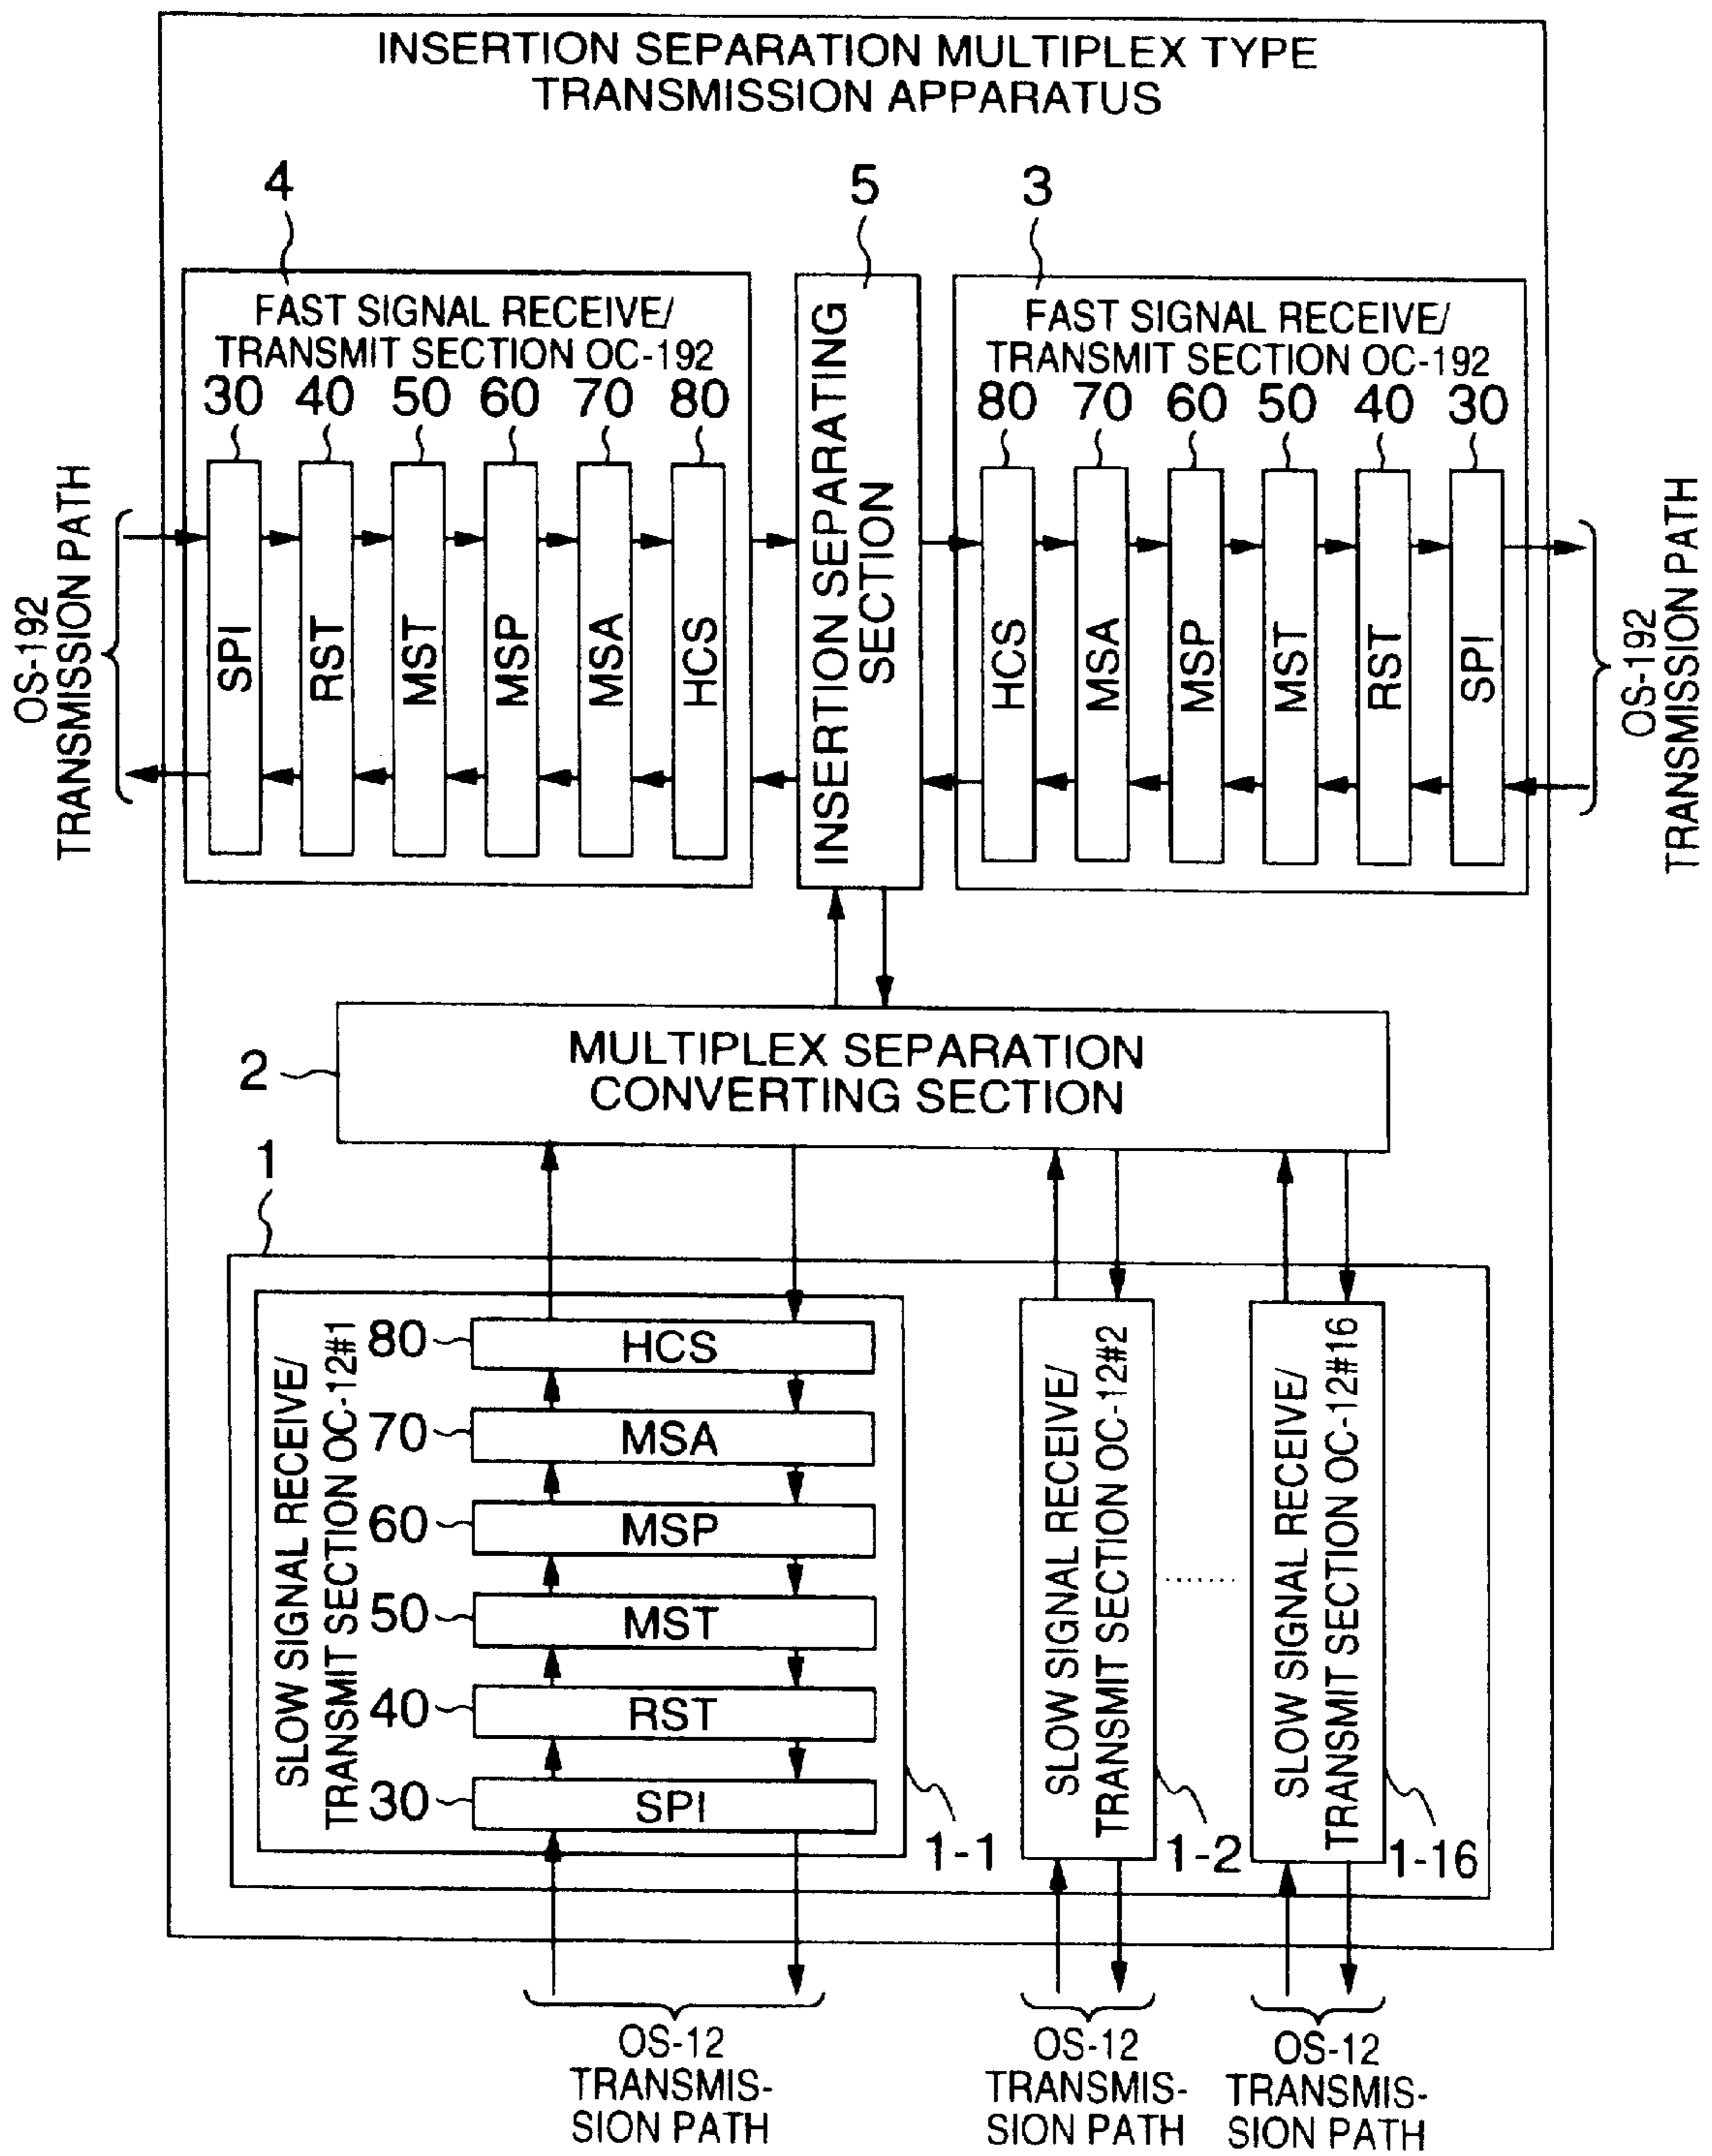 INSERTION SEPARATION MULTIPLEX TYPE
TRANSMISSION APPARATUS
4
5
3
FAST SIGNAL RECEIVE/
TRANSMIT SECTION OC-192
30 40 50 60 70 80
SPI
RST
MST
MSP
MSA
HCS
OS-192
TRANSMISSION PATH
INSERTION SEPARATING
SECTION
FAST SIGNAL RECEIVE/
TRANSMIT SECTION OC-192
80 70 60 50 40 30
HCS
MSA
MSP
MST
RST
SPI
OS-192
TRANSMISSION PATH
2
MULTIPLEX SEPARATION
CONVERTING SECTION
1
SLOW SIGNAL RECEIVE/
TRANSMIT SECTION OC-12#1
80 HCS
70 MSA
60 MSP
50 MST
40 RST
30 SPI
1-1
SLOW SIGNAL RECEIVE/
TRANSMIT SECTION OC-12#2
1-2
........
SLOW SIGNAL RECEIVE/
TRANSMIT SECTION OC-12#16
1-16
OS-12
TRANSMIS-
SION PATH
OS-12
TRANSMIS-
SION PATH
OS-12
TRANSMIS-
SION PATH